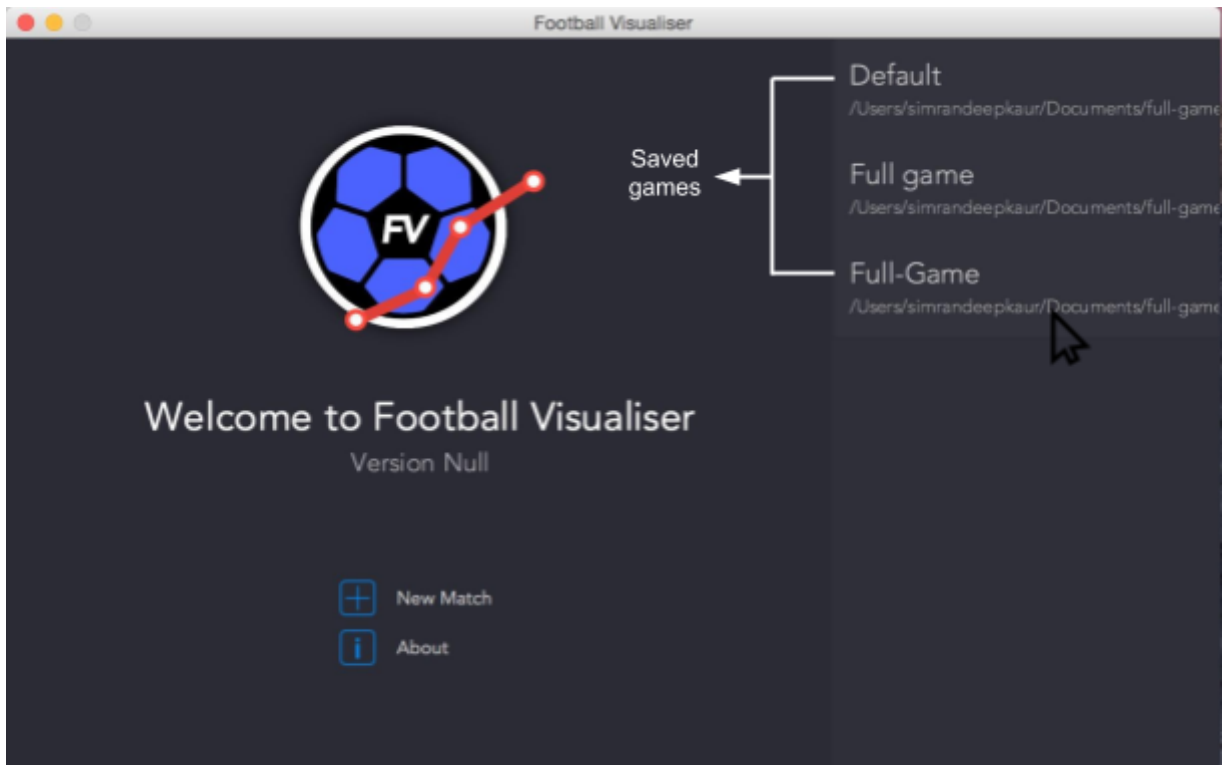 Football Visualiser
FV
Welcome to Football Visualiser
Version Null
New Match
About
Saved
games
Default
/Users/simrandeepkaur/Documents/full-game
Full game
/Users/simrandeepkaur/Documents/full-game
Full-Game
/Users/simrandeepkaur/Documents/full-game